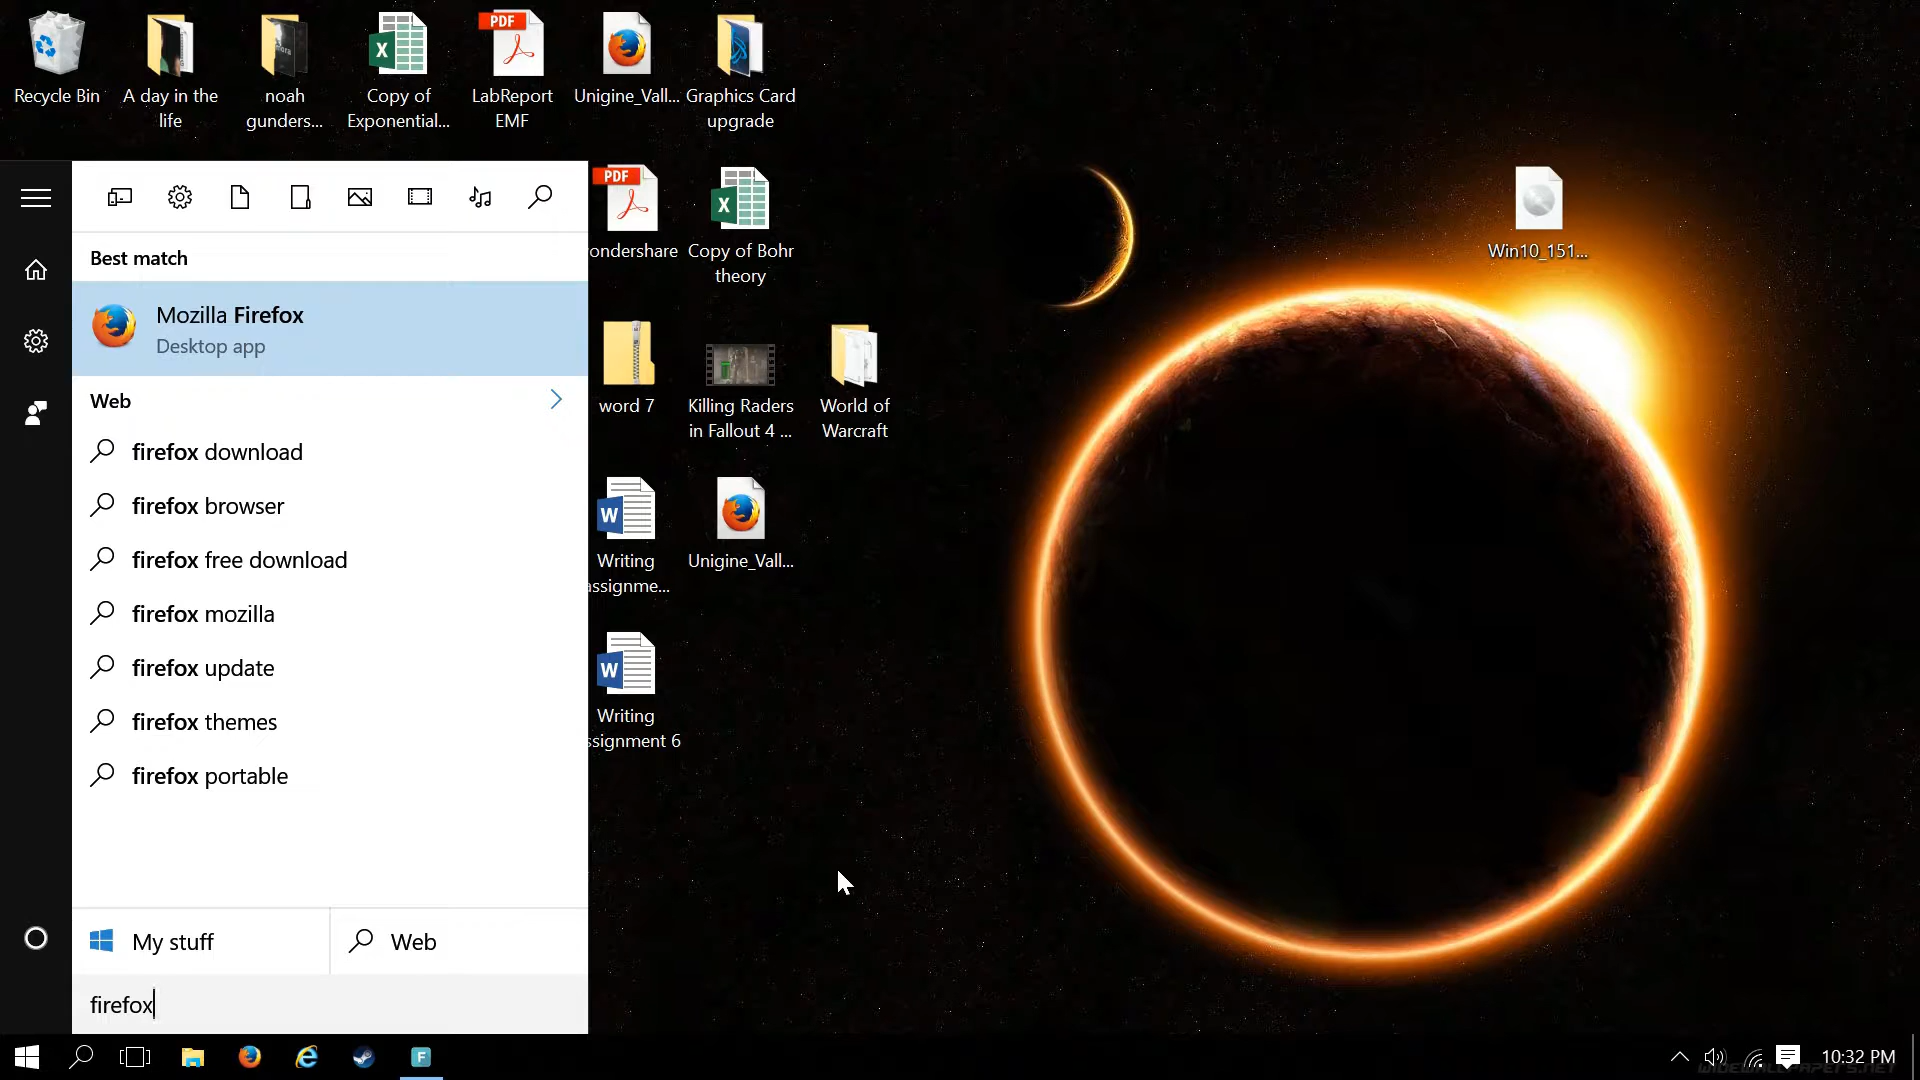 Recycle Bin
A day in the
life
noah
gunders...
Copy of
Exponential...
PDF
LabReport
EMF
Unigine_Vall...
Graphics Card
upgrade
PDF
ondershare
Copy of Bohr
theory
Win10_151...
Best match
Mozilla Firefox
Desktop app
Web
firefox download
firefox browser
firefox free download
firefox mozilla
firefox update
firefox themes
firefox portable
word 7
Killing Raders
in Fallout 4 ...
World of
Warcraft
Writing
assignme...
Unigine_Vall...
Writing
ssignment 6
My stuff
Web
firefox
10:32 PM